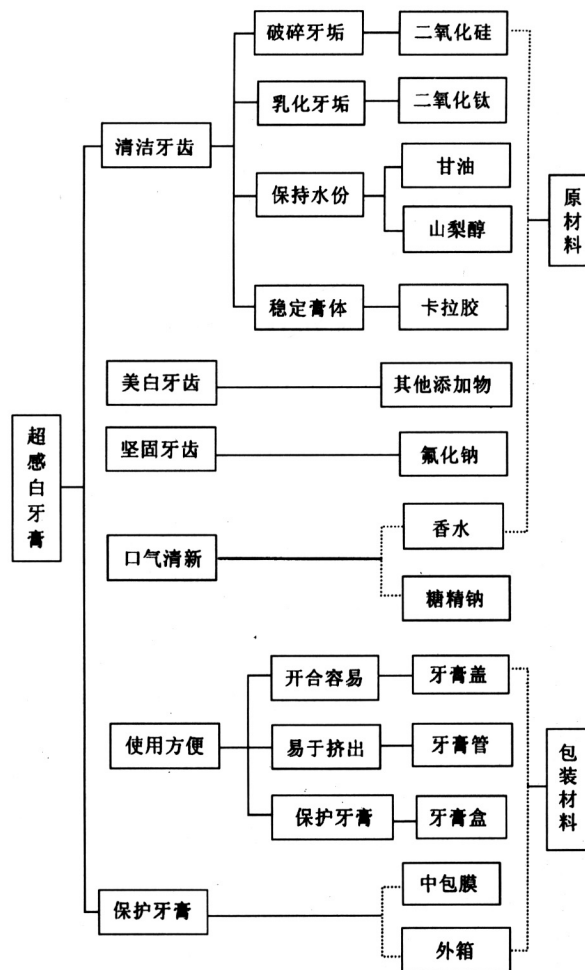 破碎牙垢
二氧化硅
乳化牙垢
二氧化钛
清洁牙齿
甘油
保持水份
山梨醇
原材料
稳定膏体
卡拉胶
美白牙齿
其他添加物
超感白牙膏
坚固牙齿
氟化钠
香水
口气清新
糖精钠
开合容易
牙膏盖
使用方便
易于挤出
牙膏管
包装材料
保护牙膏
牙膏盒
中包膜
保护牙膏
外箱